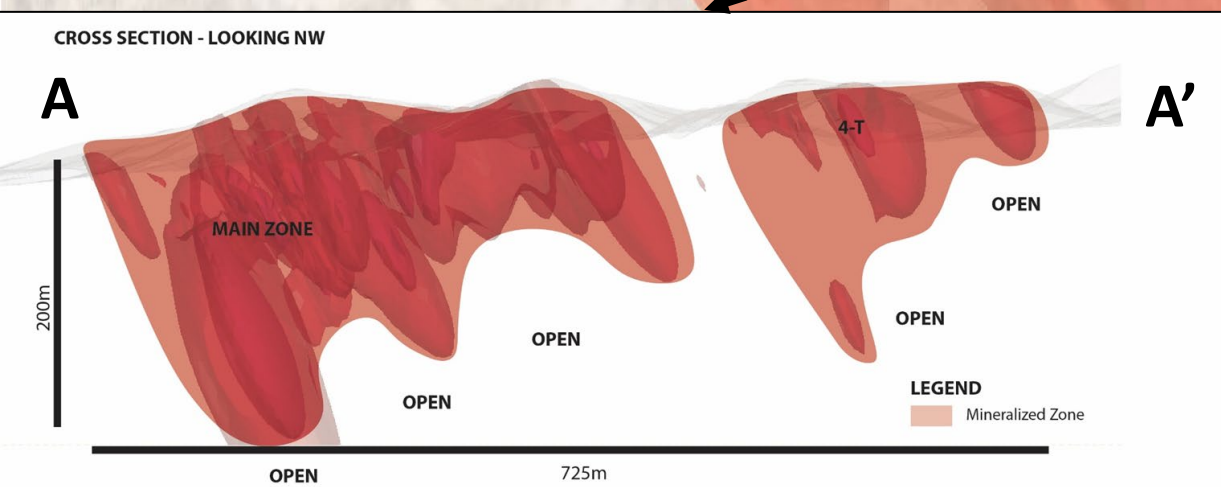 CROSS SECTION - LOOKING NW
A
A'
4-T
MAIN ZONE
OPEN
200m
OPEN
OPEN
OPEN
LEGEND
Mineralized Zone
OPEN
725m